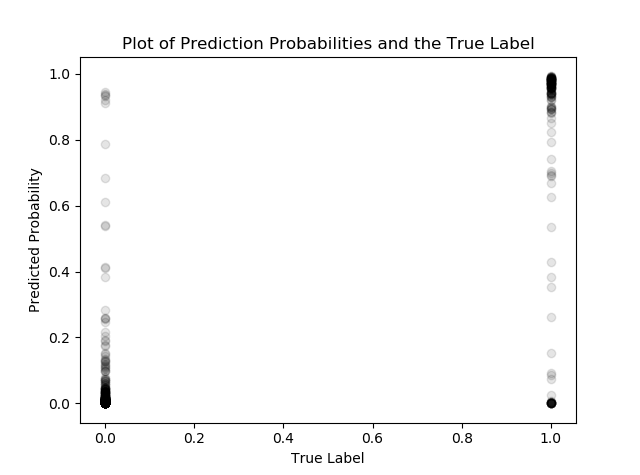 Plot of Prediction Probabilities and the True Label
1.0
0.8
0.6
0.4
0.2
0.0
Predicted Probability
0.0 0.2 0.4 0.6 0.8 1.0
True Label